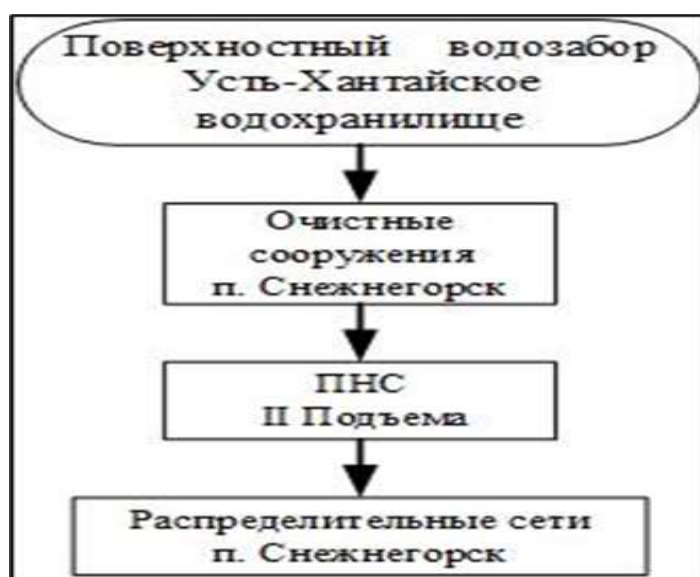 Поверхностный водозабор
Усть-Хантайское
водохранилище
Очистные
сооружения
п. Снежнегорск
ПНС
II Подъема
Распределительные сети
п. Снежнегорск